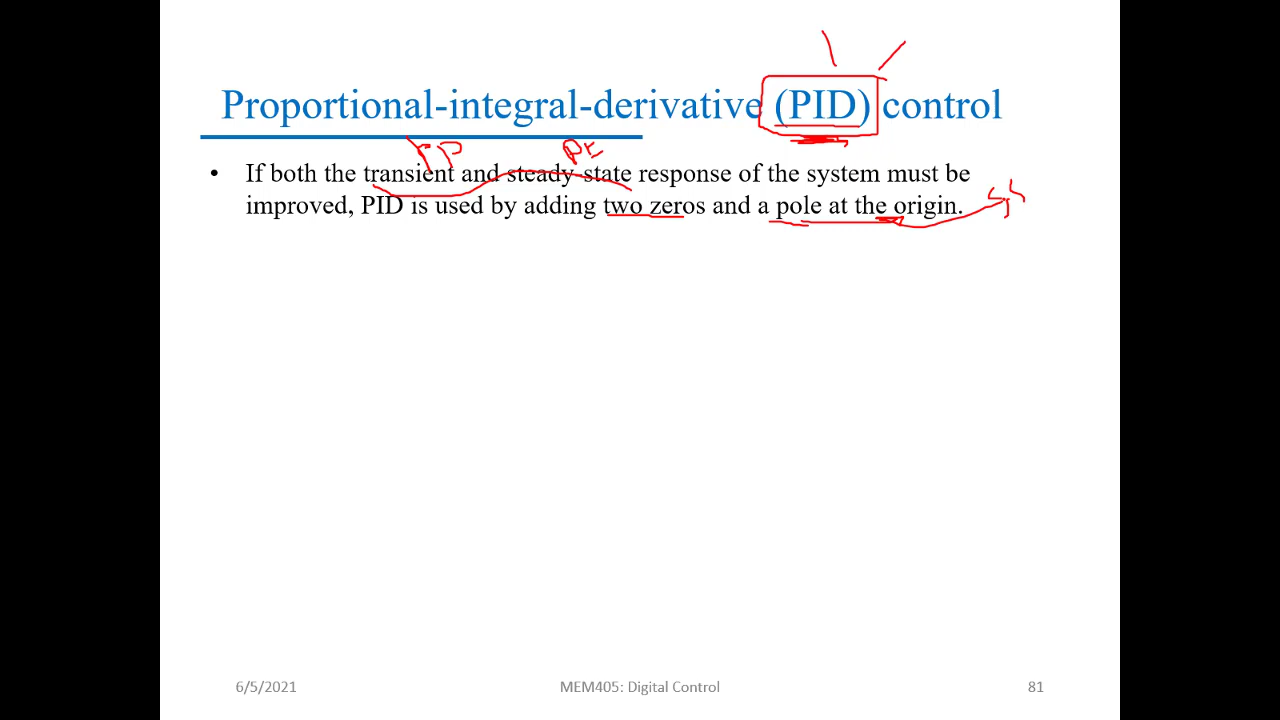 Proportional-integral-derivative (PID) control
• If both the transient and steady-state response of the system must be
improved, PID is used by adding two zeros and a pole at the origin.
6/5/2021 MEM405: Digital Control 81